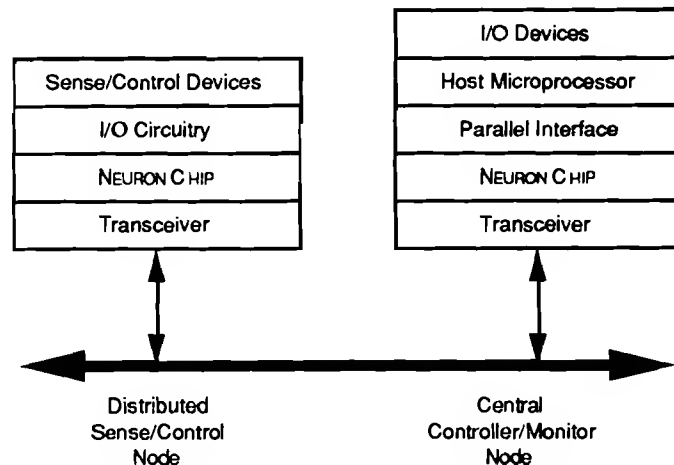 Sense/Control Devices
I/O Circuitry
NEURON CHIP
Transceiver
I/O Devices
Host Microprocessor
Parallel Interface
NEURON CHIP
Transceiver
Distributed
Sense/Control
Node
Central
Controller/Monitor
Node